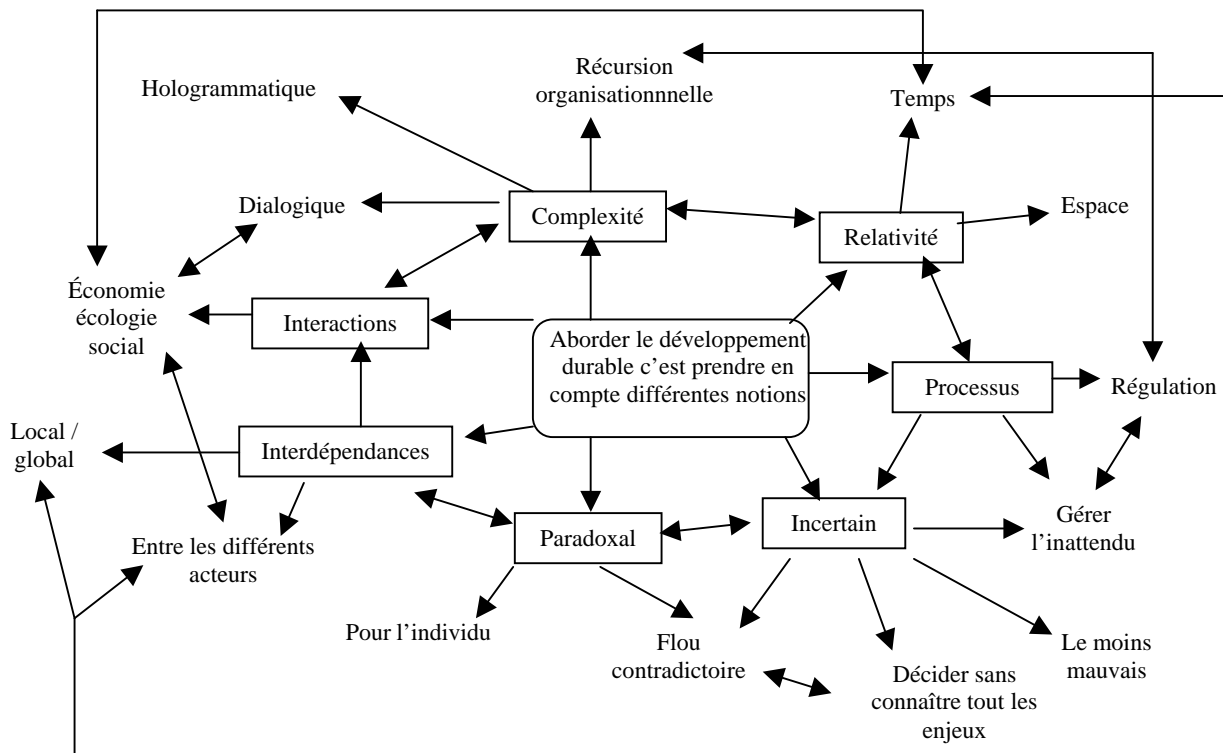 Récursion
organisationnnelle
Hologrammatique
Temps
Dialogique
Complexité
Espace
Relativité
Économie
écologie
social
Interactions
Aborder le développement
durable c’est prendre en
compte différentes notions
Processus
Régulation
Local /
global
Interdépendances
Paradoxal
Incertain
Gérer
l’inattendu
Entre les différents
acteurs
Pour l’individu
Flou
contradictoire
Le moins
mauvais
Décider sans
connaître tout les
enjeux